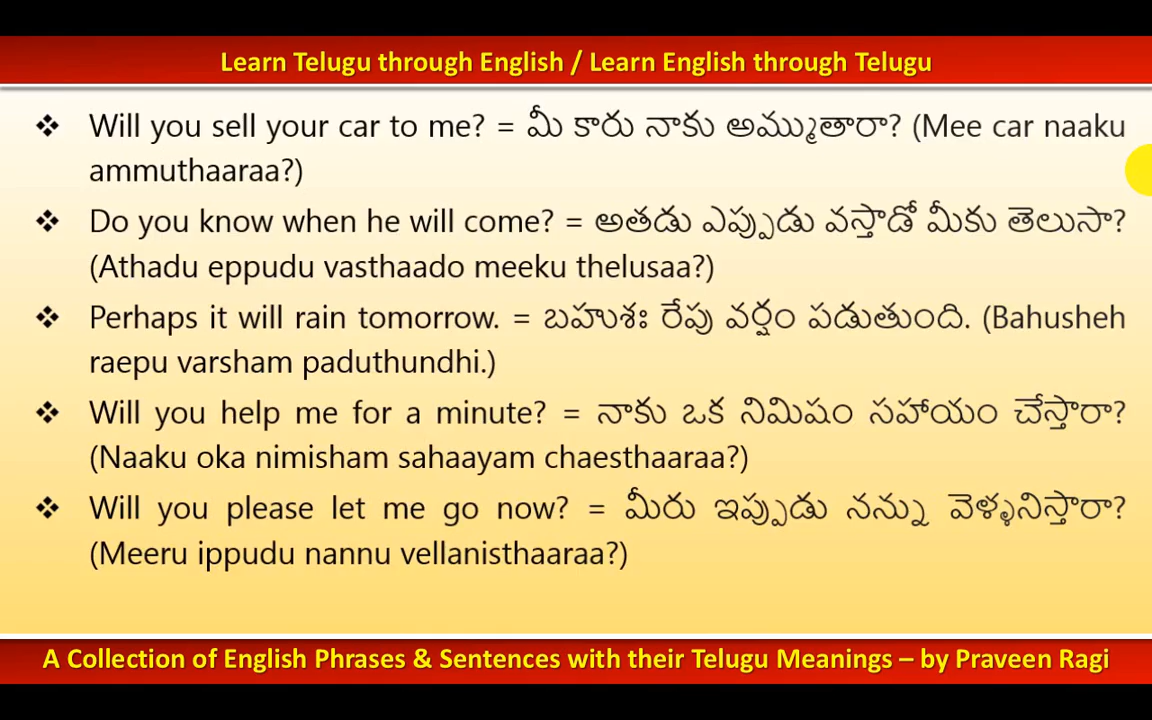 Learn Telugu through English / Learn English through Telugu
❖ Will you sell your car to me? = మీ కారు నాకు అమ్ముతారా? (Mee car naaku
ammuthaaraa?)
❖ Do you know when he will come? = అతడు ఎప్పుడు వస్తాడో మీకు తెలుసా?
(Athadu eppudu vasthaado meeku thelusaa?)
❖ Perhaps it will rain tomorrow. = బహుశః రేపు వర్షం పడుతుంది. (Bahusheh
raepu varsham paduthundhi.)
❖ Will you help me for a minute? = నాకు ఒక నిమిషం సహాయం చేస్తారా?
(Naaku oka nimisham sahaayam chaesthaaraa?)
❖ Will you please let me go now? = మీరు ఇప్పుడు నన్ను వెళ్ళనిస్తారా?
(Meeru ippudu nannu vellanisthaaraa?)
A Collection of English Phrases & Sentences with their Telugu Meanings – by Praveen Ragi